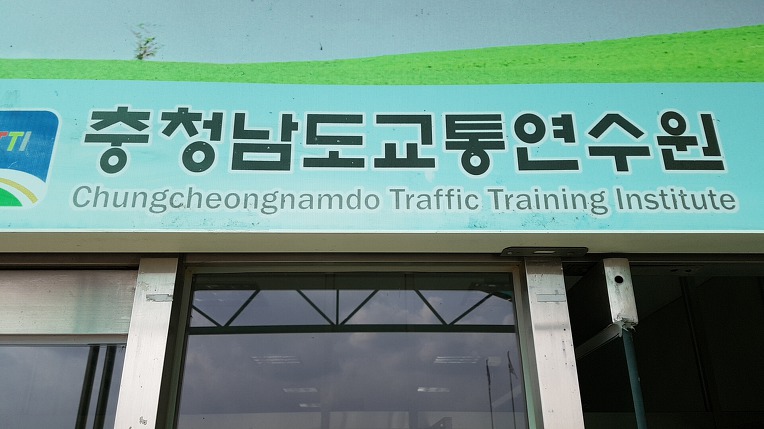 충청남도교통연수원
Chungcheongnamdo Traffic Training Institute